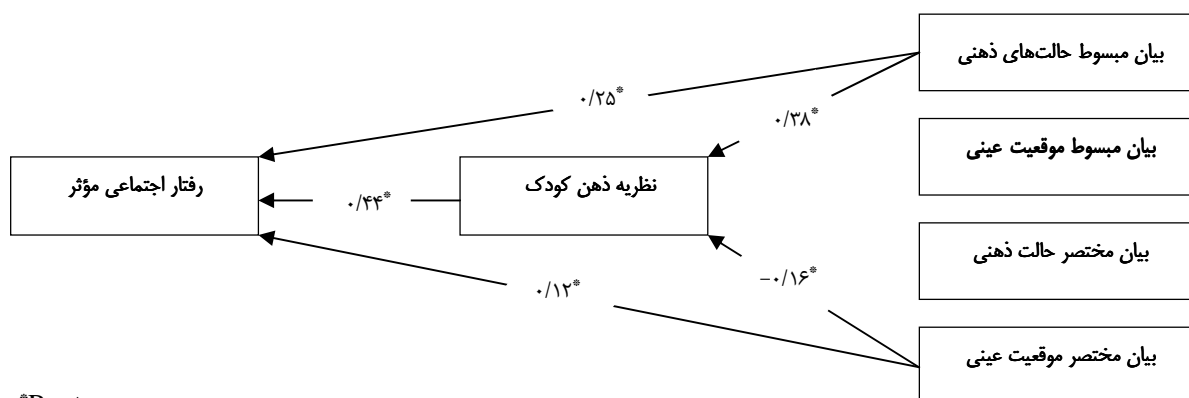 بیان مبسوط حالت‌های ذهنی
۰/۲۵*
۰/۳۸*
بیان مبسوط موقعیت عینی
نظریه ذهن کودک
رفتار اجتماعی مؤثر
۰/۴۴*
بیان مختصر حالت ذهنی
-۰/۱۶*
۰/۱۲*
بیان مختصر موقعیت عینی